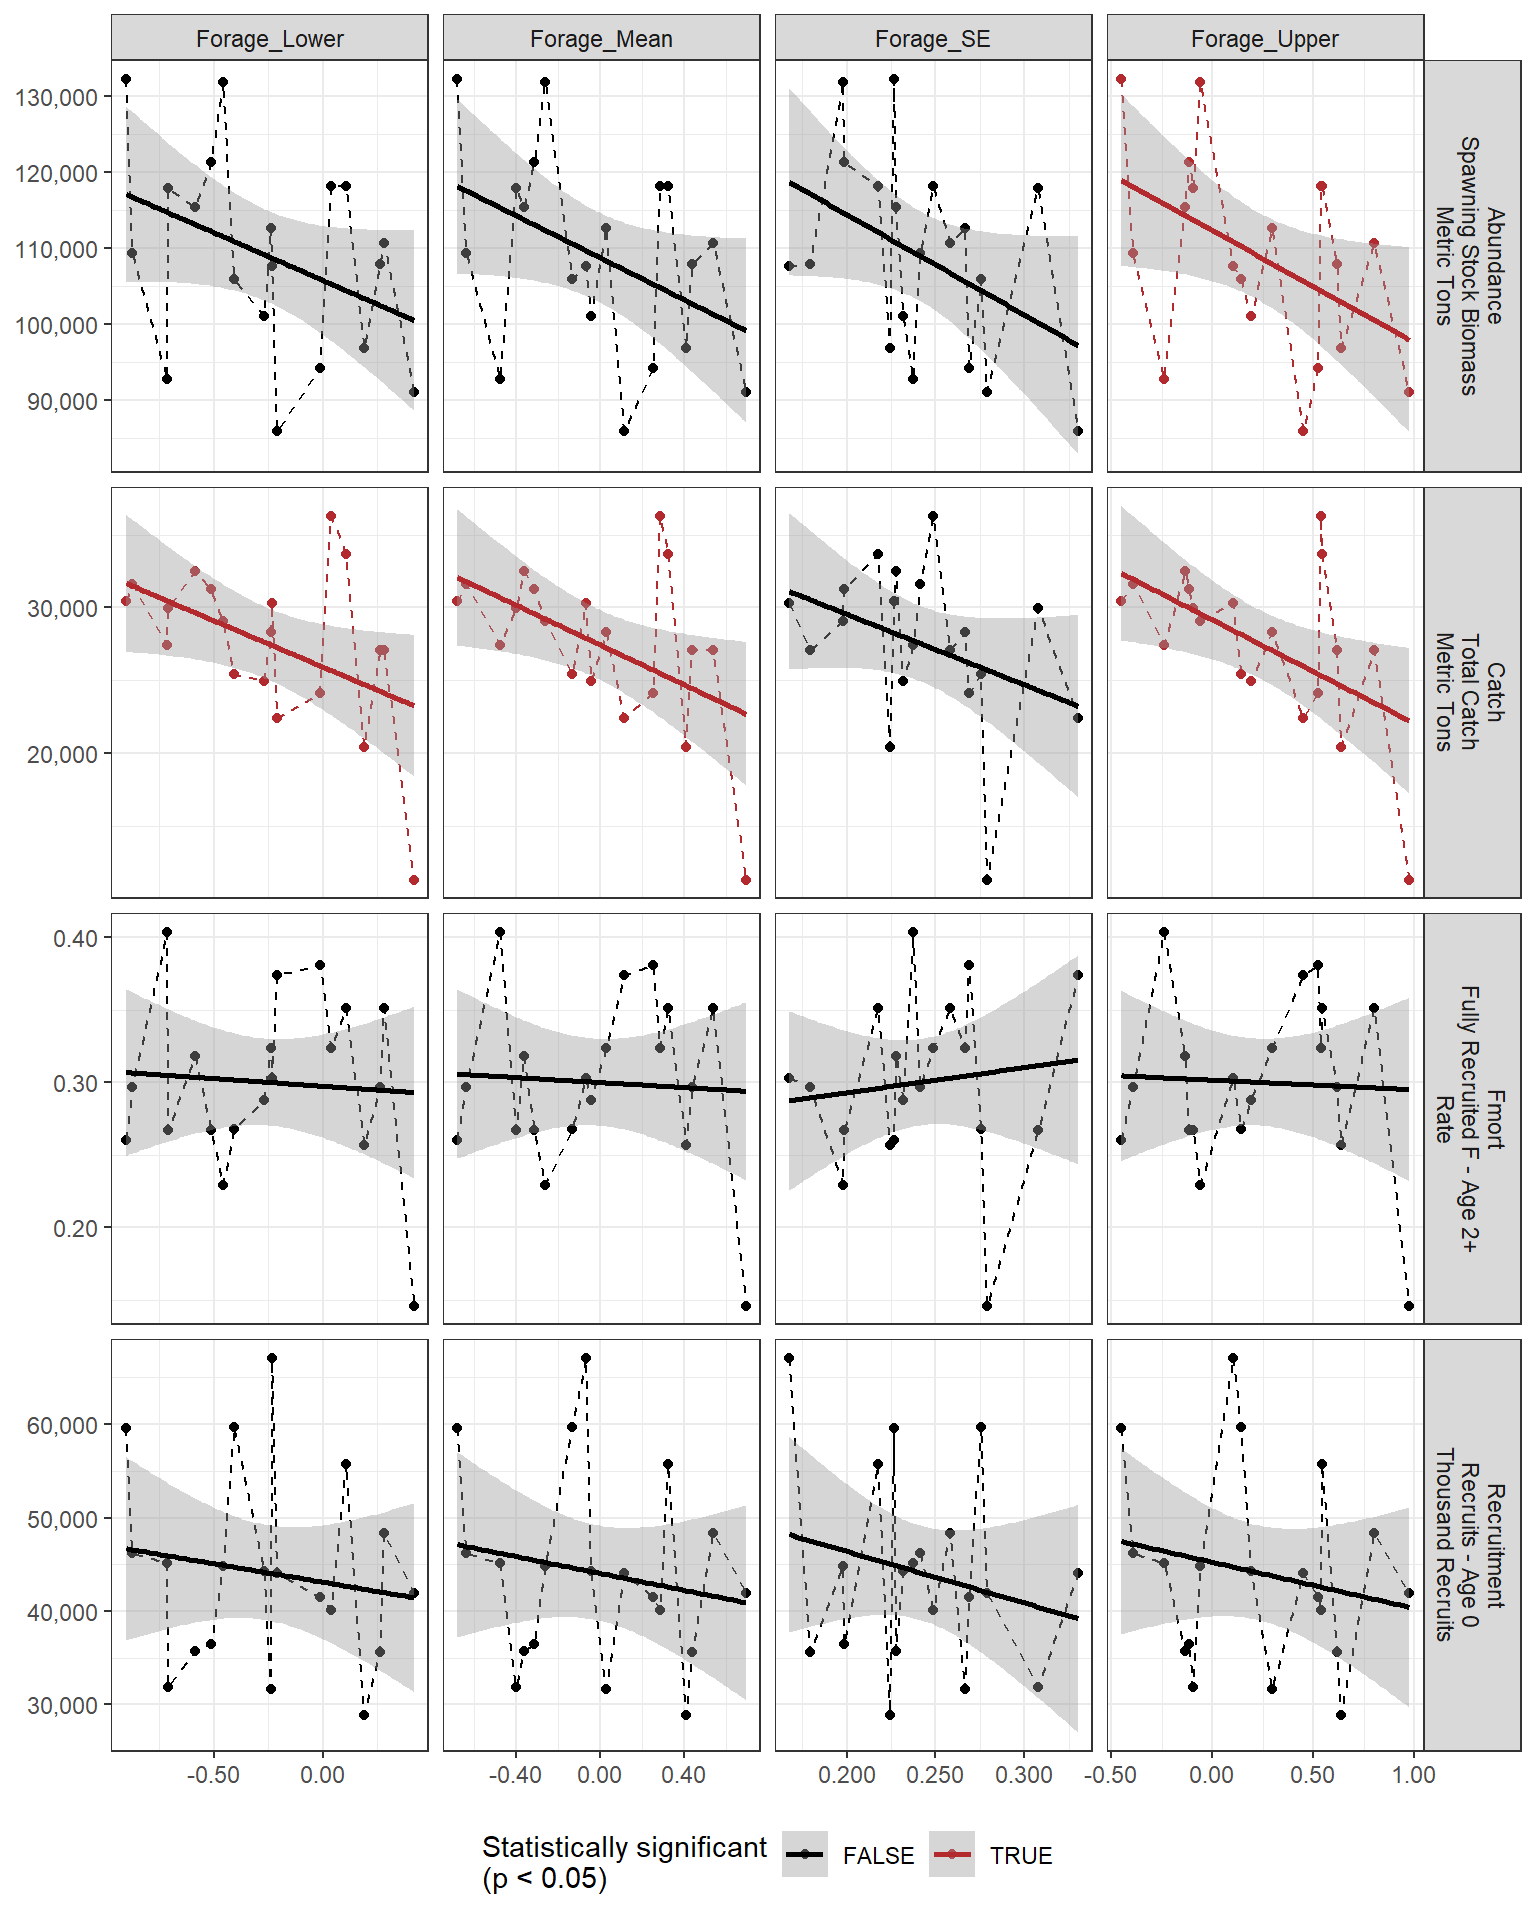 Forage_Lower
Forage_Mean
Forage_SE
Forage_Upper
130,000
120,000
110,000
100,000
90,000
Abundance
Spawning Stock Biomass
Metric Tons
30,000
20,000
Catch
Total Catch
Metric Tons
0.40
0.30
0.20
Fmort
Fully Recruited F - Age 2+
Rate
60,000
50,000
40,000
30,000
Recruitment
Recruits - Age 0
Thousand Recruits
-0.50 0.00
-0.40 0.00 0.40
0.200 0.250 0.300
-0.50 0.00 0.50 1.00
Statistically significant
(p < 0.05)
FALSE
TRUE